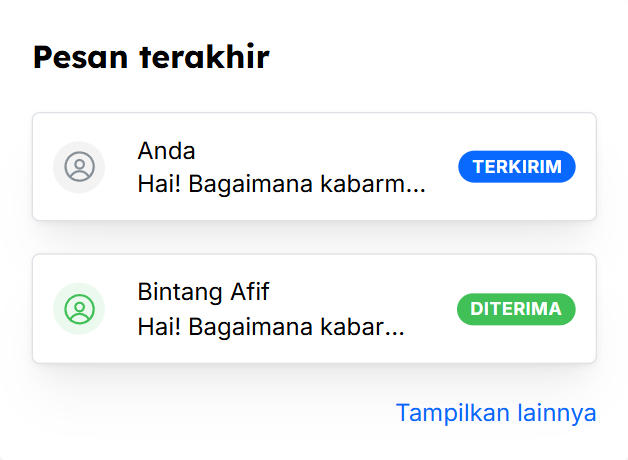 Pesan terakhir
Anda
Hai! Bagaimana kabarm...
TERKIRIM
Bintang Afif
Hai! Bagaimana kabar...
DITERIMA
Tampilkan lainnya